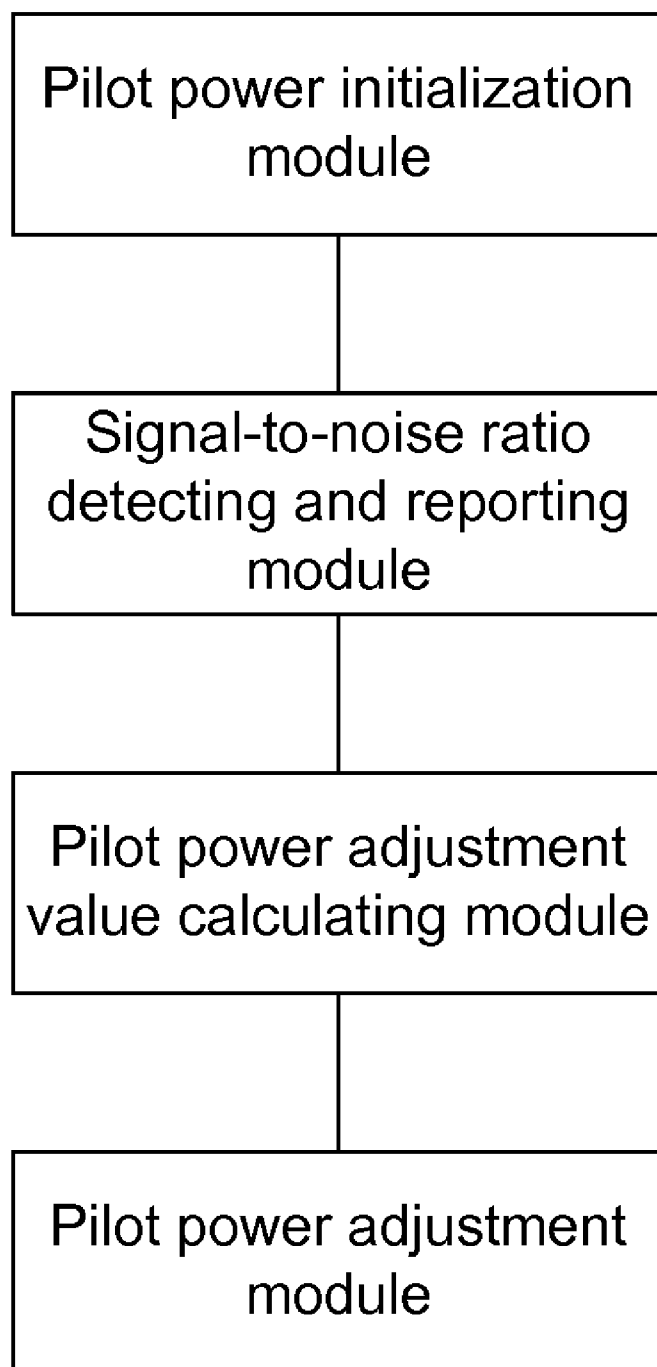 Pilot power initialization
module
Signal-to-noise ratio
detecting and reporting
module
Pilot power adjustment
value calculating module
Pilot power adjustment
module